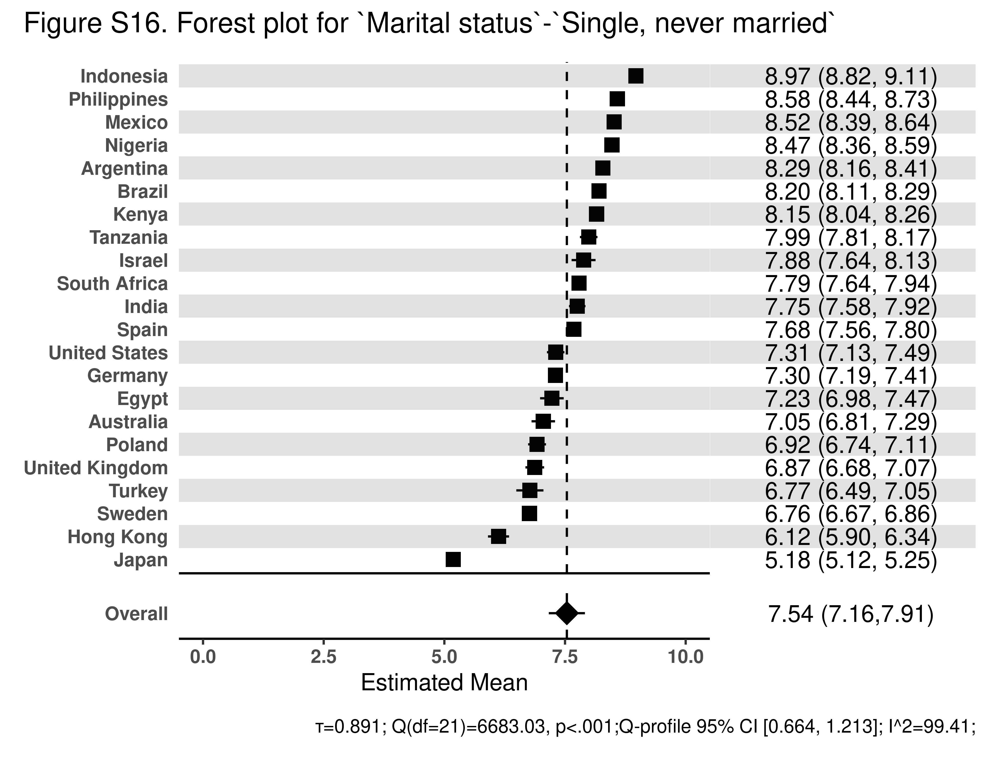 Figure S16. Forest plot for `Marital status`-`Single, never married`
Indonesia 8.97 (8.82, 9.11)
Philippines 8.58 (8.44, 8.73)
Mexico 8.52 (8.39, 8.64)
Nigeria 8.47 (8.36, 8.59)
Argentina 8.29 (8.16, 8.41)
Brazil 8.20 (8.11, 8.29)
Kenya 8.15 (8.04, 8.26)
Tanzania 7.99 (7.81, 8.17)
Israel 7.88 (7.64, 8.13)
South Africa 7.79 (7.64, 7.94)
India 7.75 (7.58, 7.92)
Spain 7.68 (7.56, 7.80)
United States 7.31 (7.13, 7.49)
Germany 7.30 (7.19, 7.41)
Egypt 7.23 (6.98, 7.47)
Australia 7.05 (6.81, 7.29)
Poland 6.92 (6.74, 7.11)
United Kingdom 6.87 (6.68, 7.07)
Turkey 6.77 (6.49, 7.05)
Sweden 6.76 (6.67, 6.86)
Hong Kong 6.12 (5.90, 6.34)
Japan 5.18 (5.12, 5.25)
Overall 7.54 (7.16,7.91)
0.0 2.5 5.0 7.5 10.0
Estimated Mean
τ=0.891; Q(df=21)=6683.03, p<.001;Q-profile 95% CI [0.664, 1.213]; I^2=99.41;